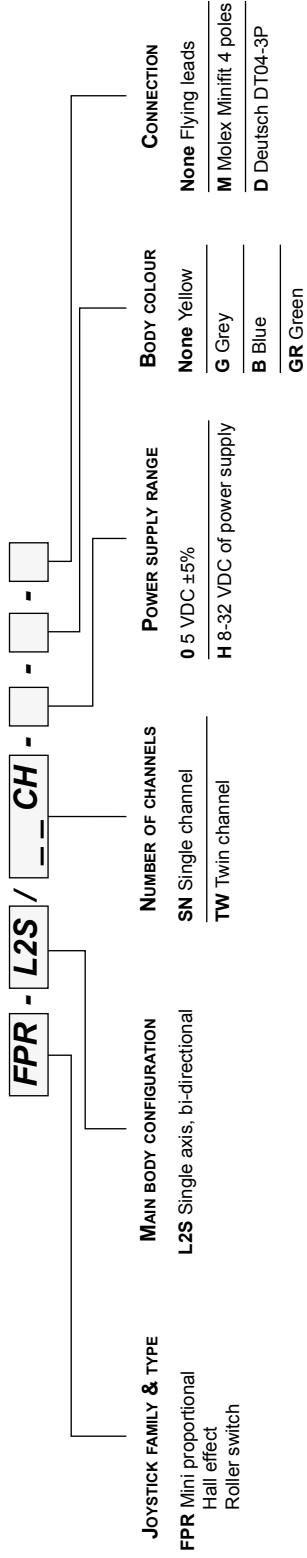 FPR - L2S / _ _ CH - - -
JOYSTICK FAMILY & TYPE
FPR Mini proportional
Hall effect
Roller switch
MAIN BODY CONFIGURATION
L2S Single axis, bi-directional
NUMBER OF CHANNELS
SN Single channel
TW Twin channel
POWER SUPPLY RANGE
0 5 VDC ±5%
H 8-32 VDC of power supply
BODY COLOUR
None Yellow
G Grey
B Blue
GR Green
CONNECTION
None Flying leads
M Molex Minifit 4 poles
D Deutsch DT04-3P